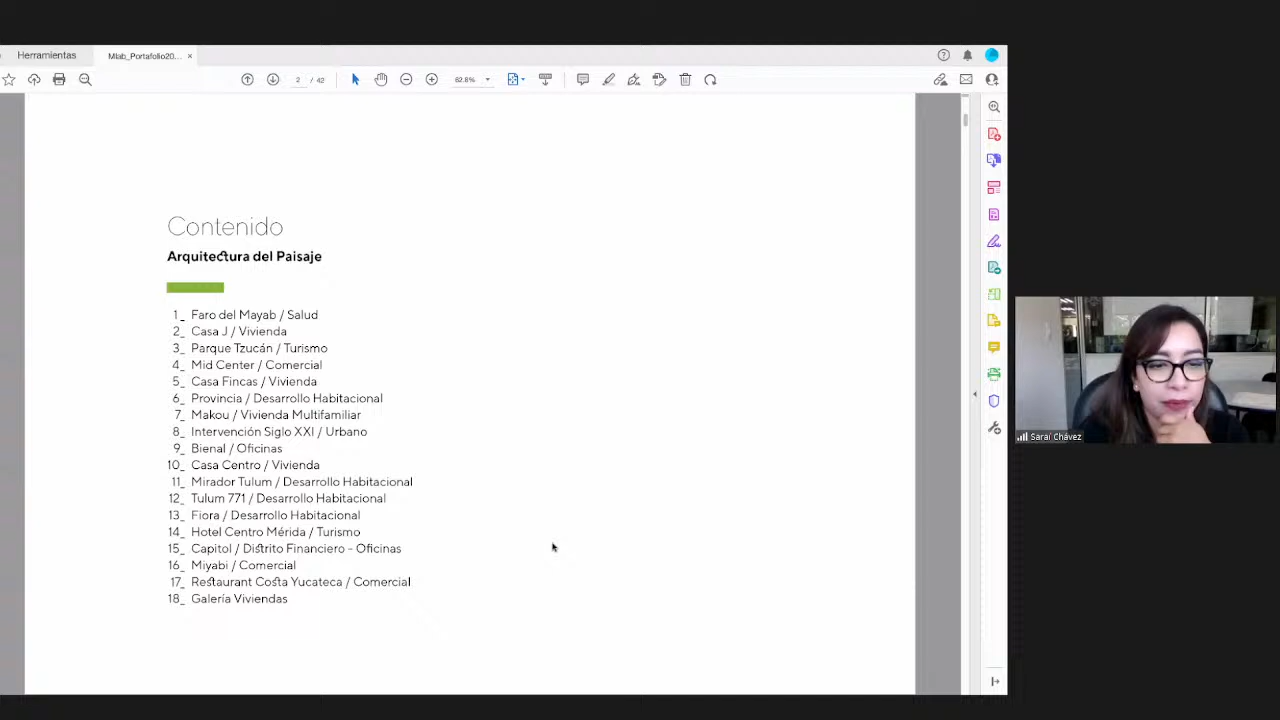 Herramientas
Mlab_Portafolio20... ×
2 / 42
62.8%
Contenido
Arquitectura del Paisaje
1_ Faro del Mayab / Salud
2_ Casa J / Vivienda
3_ Parque Tzucán / Turismo
4_ Mid Center / Comercial
5_ Casa Fincas / Vivienda
6_ Provincia / Desarrollo Habitacional
7_ Makou / Vivienda Multifamiliar
8_ Intervención Siglo XXI / Urbano
9_ Bienal / Oficinas
10_ Casa Centro / Vivienda
11_ Mirador Tulum / Desarrollo Habitacional
12_ Tulum 771 / Desarrollo Habitacional
13_ Fiora / Desarrollo Habitacional
14_ Hotel Centro Mérida / Turismo
15_ Capitol / Distrito Financiero - Oficinas
16_ Miyabi / Comercial
17_ Restaurant Costa Yucateca / Comercial
18_ Galería Viviendas
Saraí Chávez